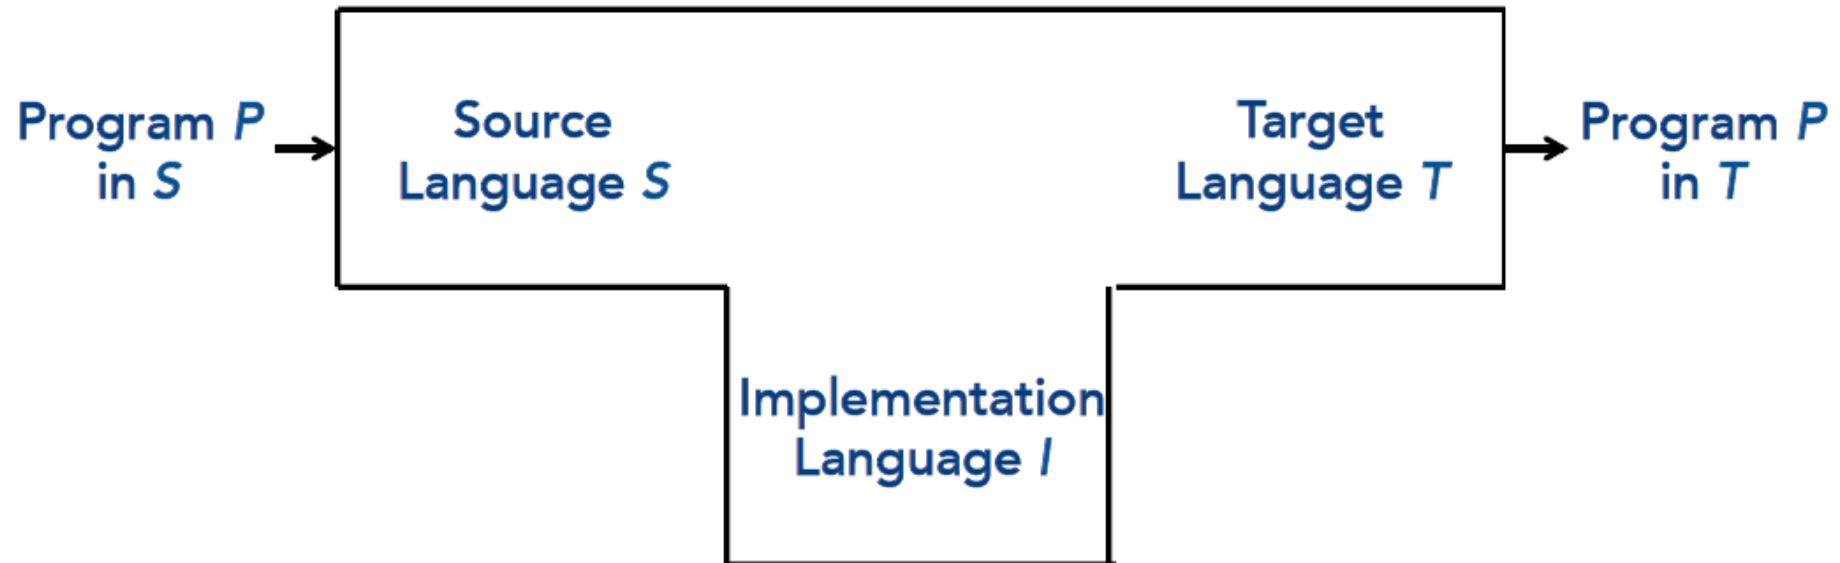 Program P
in S
Source
Language S
Target
Language T
Program P
in T
Implementation
Language I